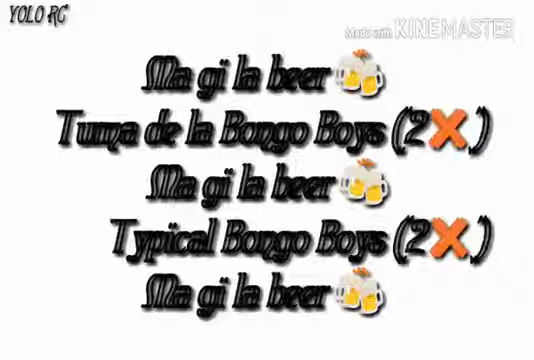 YOLO RC
Made with KINEMASTER
Ma gi la beer 🍻
Tuma de la Bongo Boys (2❌)
Ma gi la beer 🍻
Typical Bongo Boys (2❌)
Ma gi la beer 🍻